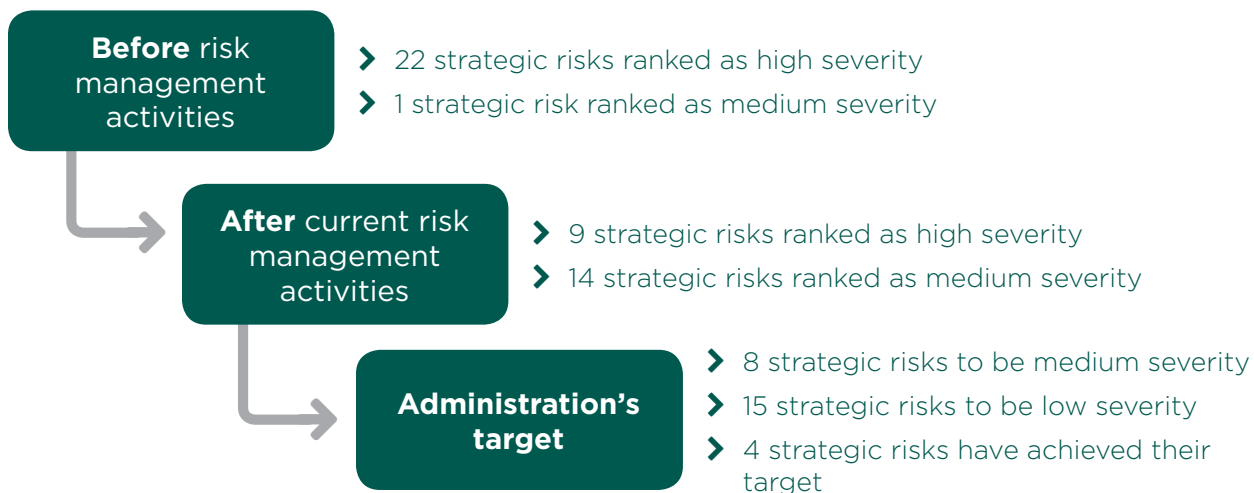 Before risk
management
activities
22 strategic risks ranked as high severity
1 strategic risk ranked as medium severity
After current risk
management
activities
9 strategic risks ranked as high severity
14 strategic risks ranked as medium severity
Administration's
target
8 strategic risks to be medium severity
15 strategic risks to be low severity
4 strategic risks have achieved their
target